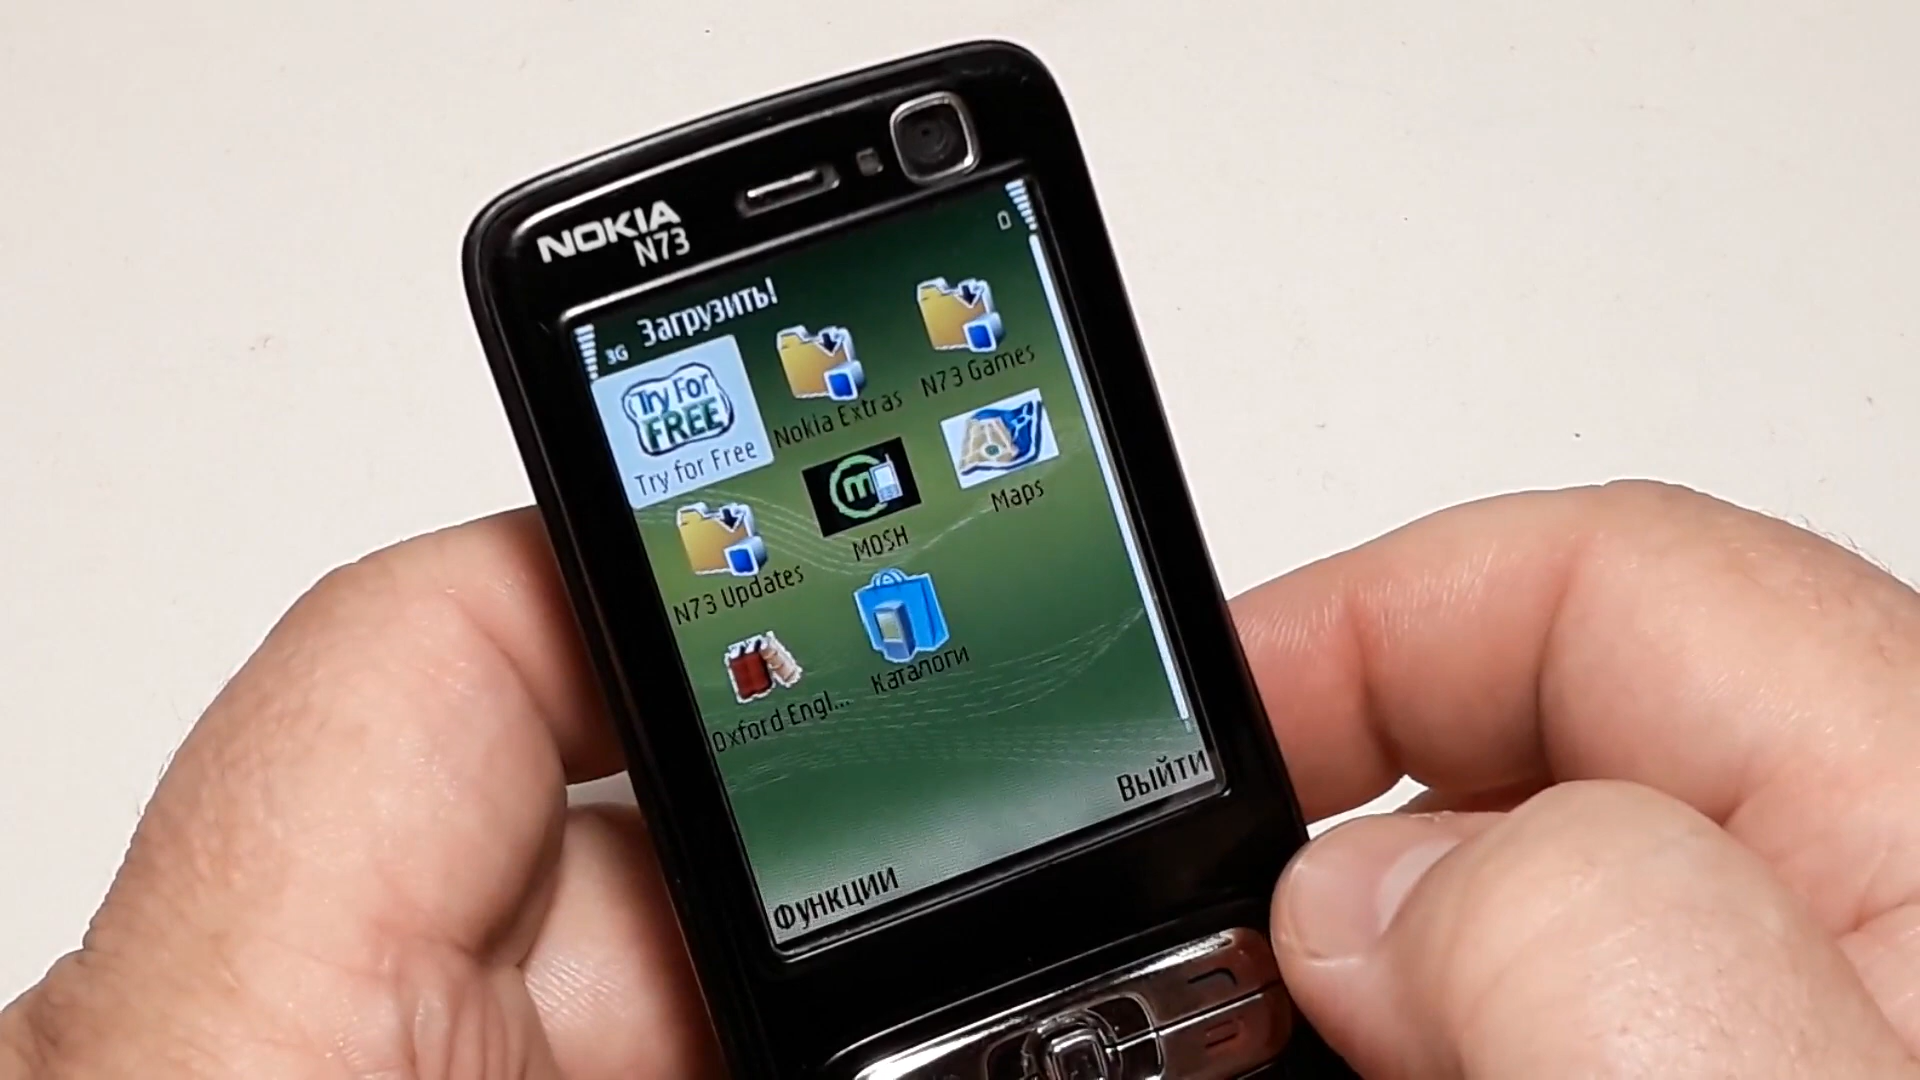 NOKIA
N73
3G Загрузить!
Try For
FREE
Try for Free
Nokia Extras
N73 Games
N73 Updates
m
MOSH
Maps
Oxford Engl...
Каталоги
Функции
Выйти